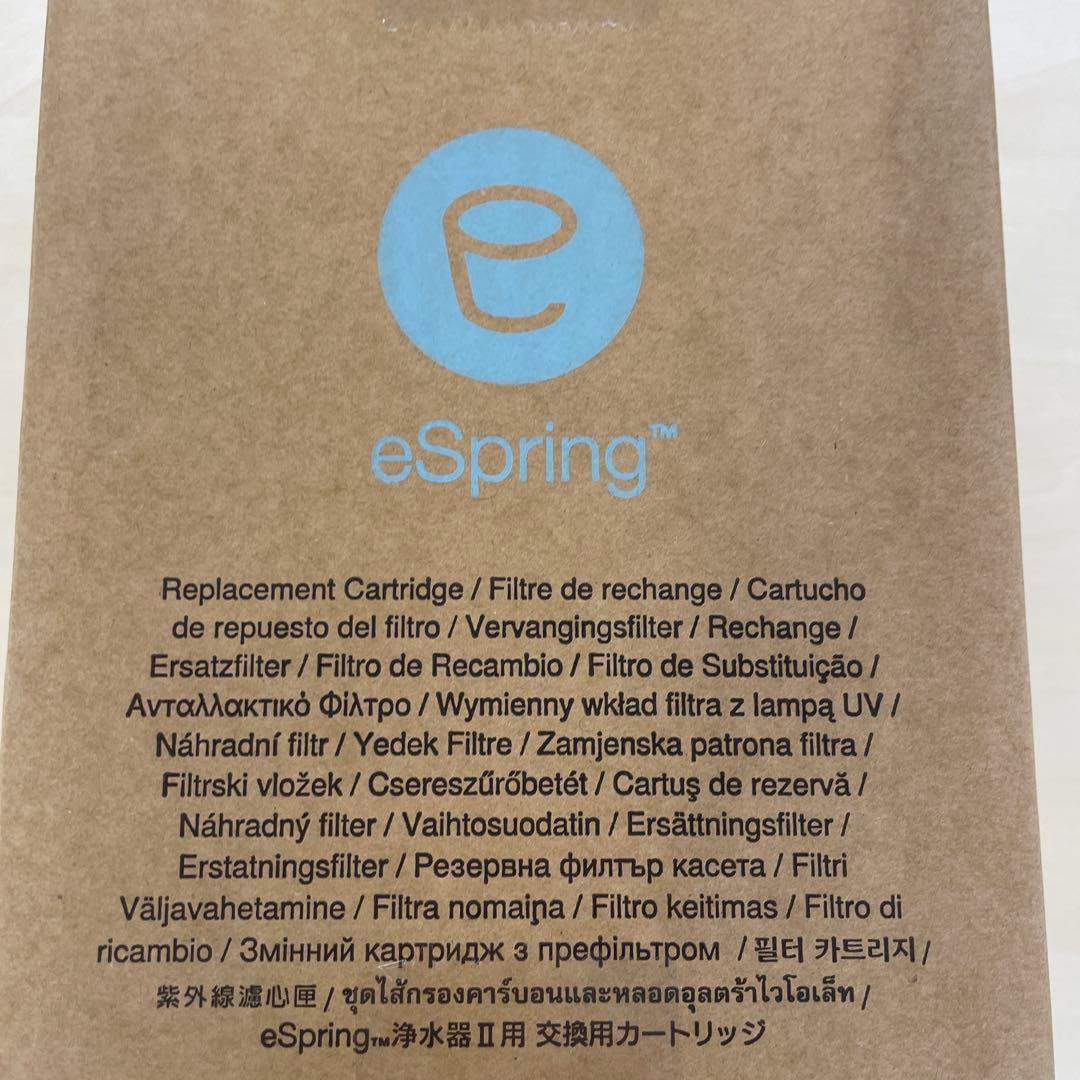 eSpring™
Replacement Cartridge / Filtre de rechange / Cartucho
de repuesto del filtro / Vervangingsfilter / Rechange /
Ersatzfilter / Filtro de Recambio / Filtro de Substituição /
Ανταλλακτικό Φίλτρο / Wymienny wkład filtra z lampą UV /
Náhradní filtr / Yedek Filtre / Zamjenska patrona filtra /
Filtrski vložek / Csereszűrőbetét / Cartuş de rezervă /
Náhradný filter / Vaihtosuodatin / Ersättningsfilter /
Erstatningsfilter / Резервна филтър касета / Filtri
Väljavahetamine / Filtra nomaiņa / Filtro keitimas / Filtro di
ricambio / Змінний картридж з префільтром / 필터 카트리지 /
紫外線濾心匣 / ชุดไส้กรองคาร์บอนและหลอดอุลตร้าไวโอเล็ท /
eSpring™浄水器Ⅱ用 交換用カートリッジ